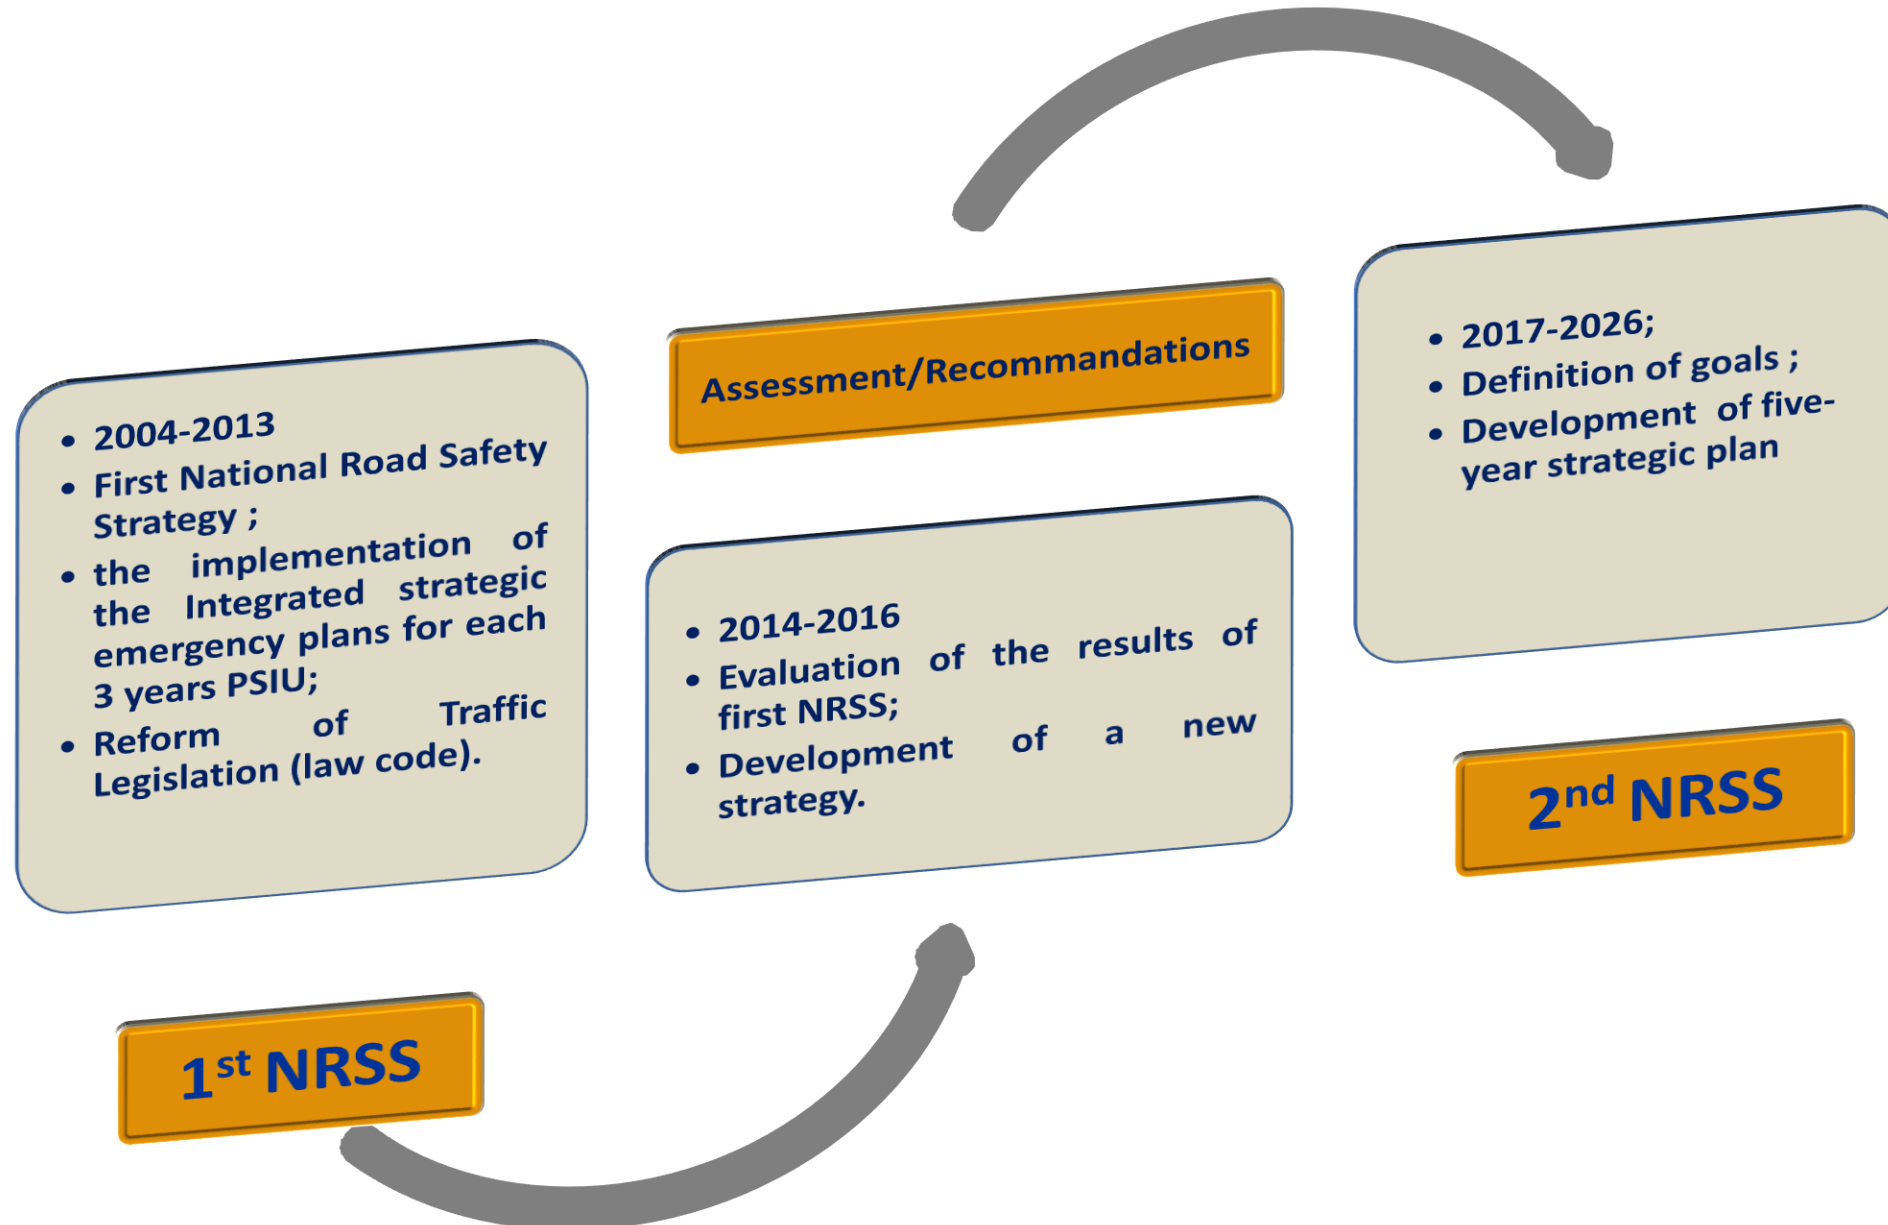 • 2004-2013
• First National Road Safety
Strategy ;
• the implementation of
the Integrated strategic
emergency plans for each
3 years PSIU;
• Reform of Traffic
Legislation (law code).
1st NRSS
Assessment/Recommandations
• 2014-2016
• Evaluation of the results of
first NRSS;
• Development of a new
strategy.
• 2017-2026;
• Definition of goals ;
• Development of five-
year strategic plan
2nd NRSS